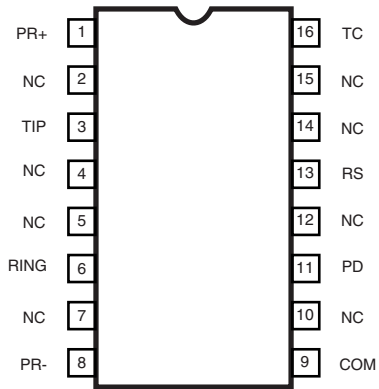 PR+ 1 16 TC
NC 2 15 NC
TIP 3 14 NC
NC 4 13 RS
NC 5 12 NC
RING 6 11 PD
NC 7 10 NC
PR- 8 9 COM